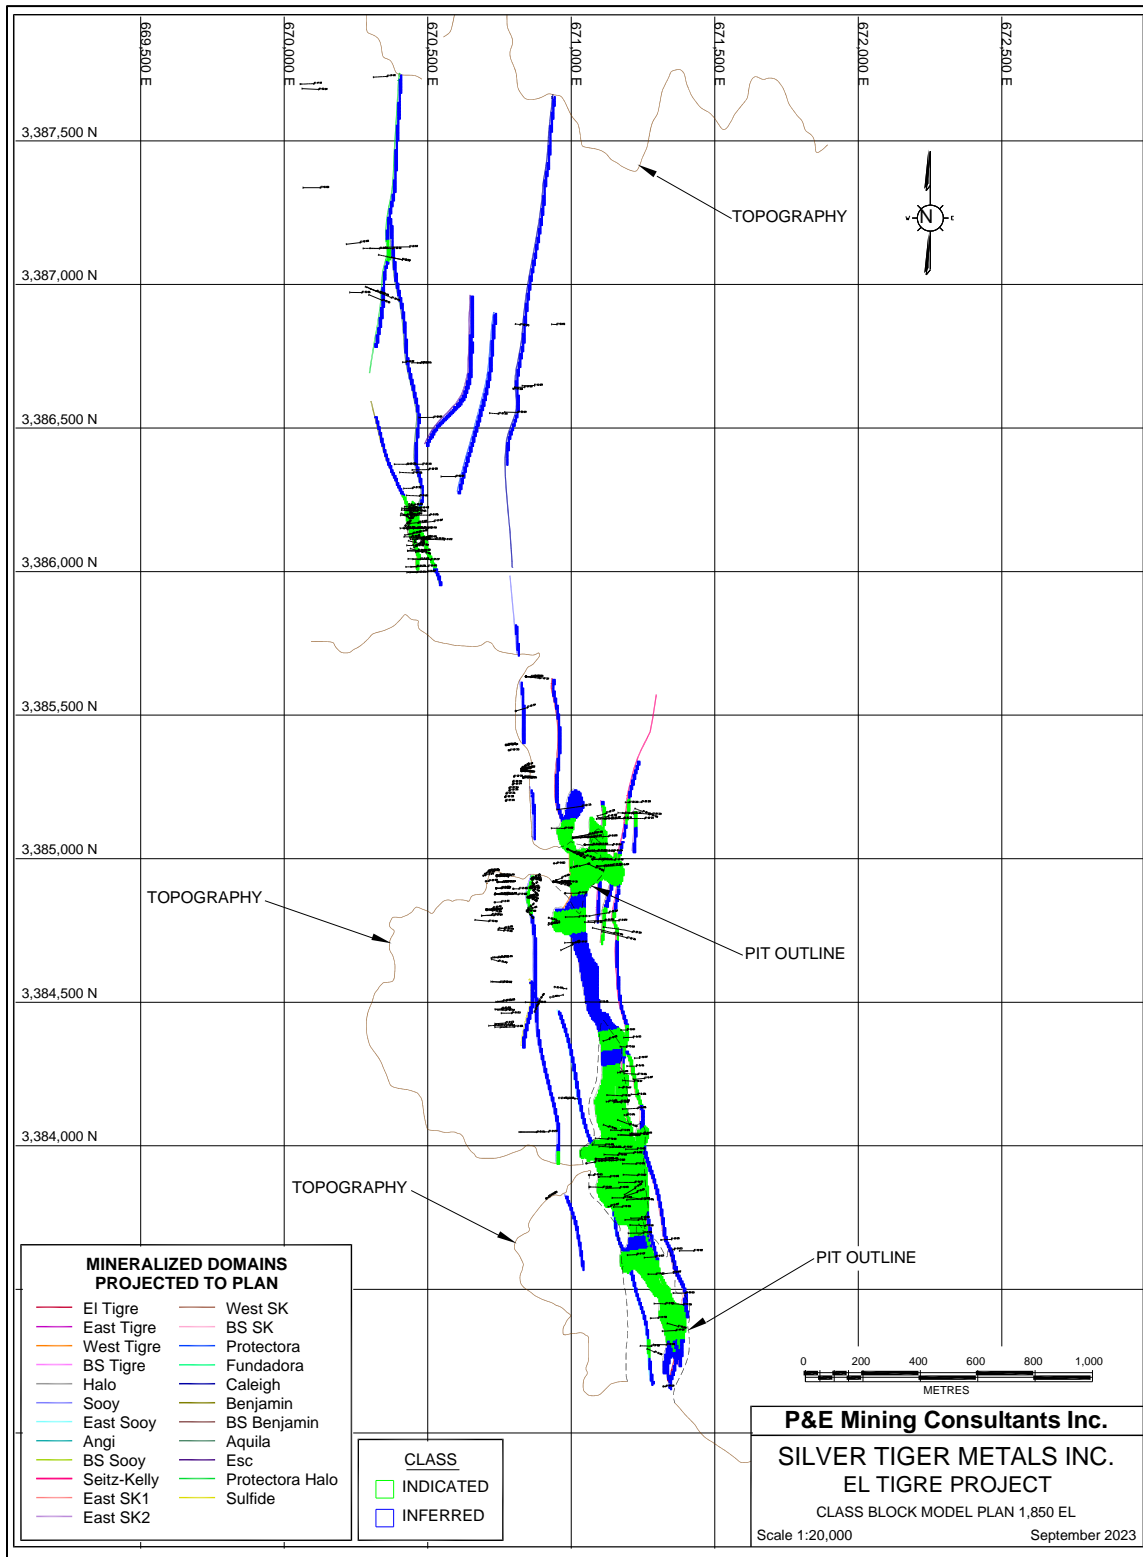 669,500 E
670,000 E
670,500 E
671,000 E
671,500 E
672,000 E
672,500 E
3,387,500 N
TOPOGRAPHY
W N E
3,387,000 N
3,386,500 N
3,386,000 N
3,385,500 N
3,385,000 N
TOPOGRAPHY
PIT OUTLINE
3,384,500 N
3,384,000 N
TOPOGRAPHY
PIT OUTLINE
MINERALIZED DOMAINS
PROJECTED TO PLAN
El Tigre
East Tigre
West Tigre
BS Tigre
Halo
Sooy
East Sooy
Angi
BS Sooy
Seitz-Kelly
East SK1
East SK2
West SK
BS SK
Protectora
Fundadora
Caleigh
Benjamin
BS Benjamin
Aquila
Esc
Protectora Halo
Sulfide
CLASS
INDICATED
INFERRED
0 200 400 600 800 1,000
METRES
P&E Mining Consultants Inc.
SILVER TIGER METALS INC.
EL TIGRE PROJECT
CLASS BLOCK MODEL PLAN 1,850 EL
Scale 1:20,000 September 2023